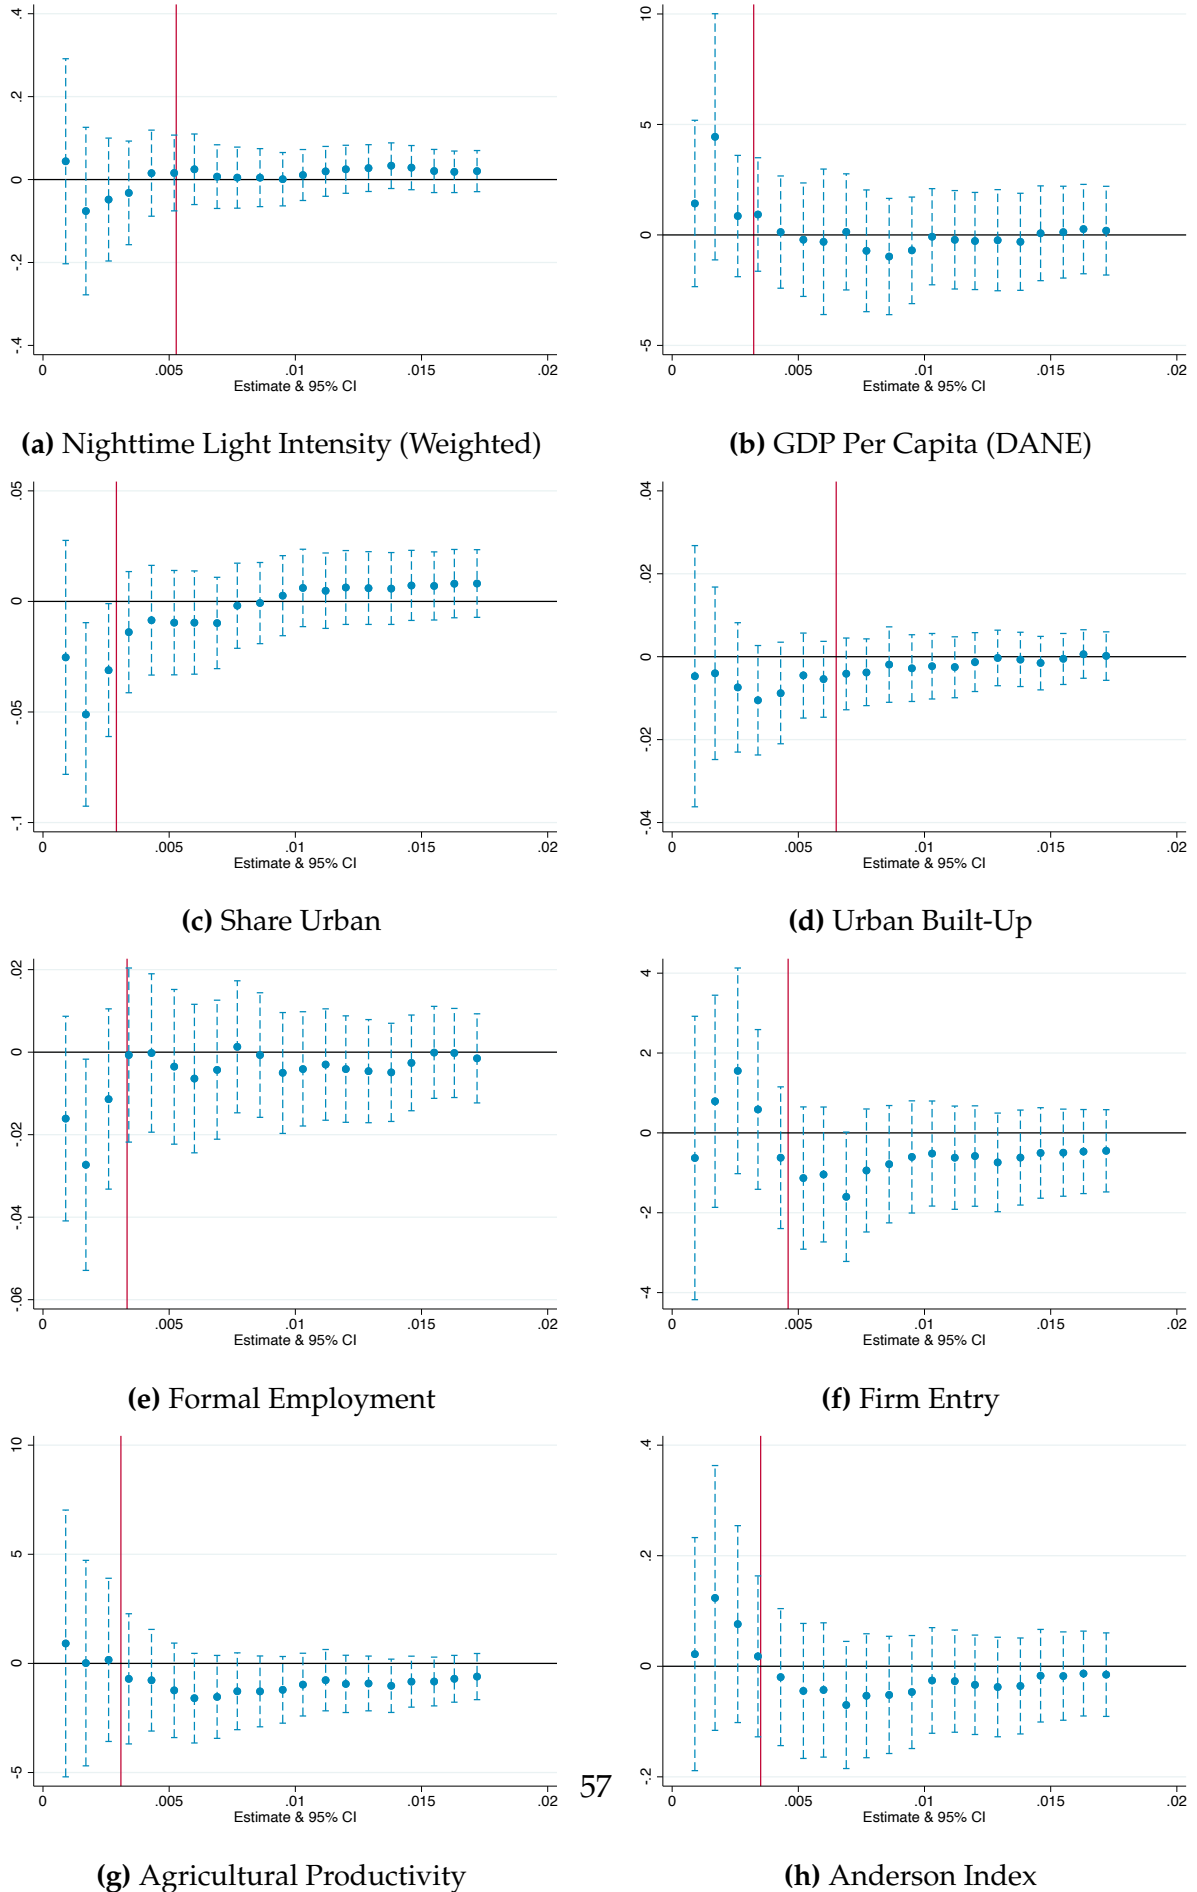 .4
.2
0
-.2
-.4
0 .005 .01 .015 .02
Estimate & 95% CI
(a) Nighttime Light Intensity (Weighted)
10
5
0
-5
0 .005 .01 .015 .02
Estimate & 95% CI
(b) GDP Per Capita (DANE)
.05
0
-.05
-.1
0 .005 .01 .015 .02
Estimate & 95% CI
(c) Share Urban
.04
.02
0
-.02
-.04
0 .005 .01 .015 .02
Estimate & 95% CI
(d) Urban Built-Up
.02
0
-.02
-.04
-.06
0 .005 .01 .015 .02
Estimate & 95% CI
(e) Formal Employment
4
2
0
-2
-4
0 .005 .01 .015 .02
Estimate & 95% CI
(f) Firm Entry
10
5
0
-5
0 .005 .01 .015 .02
Estimate & 95% CI
(g) Agricultural Productivity
.4
.2
0
-.2
0 .005 .01 .015 .02
Estimate & 95% CI
(h) Anderson Index
57